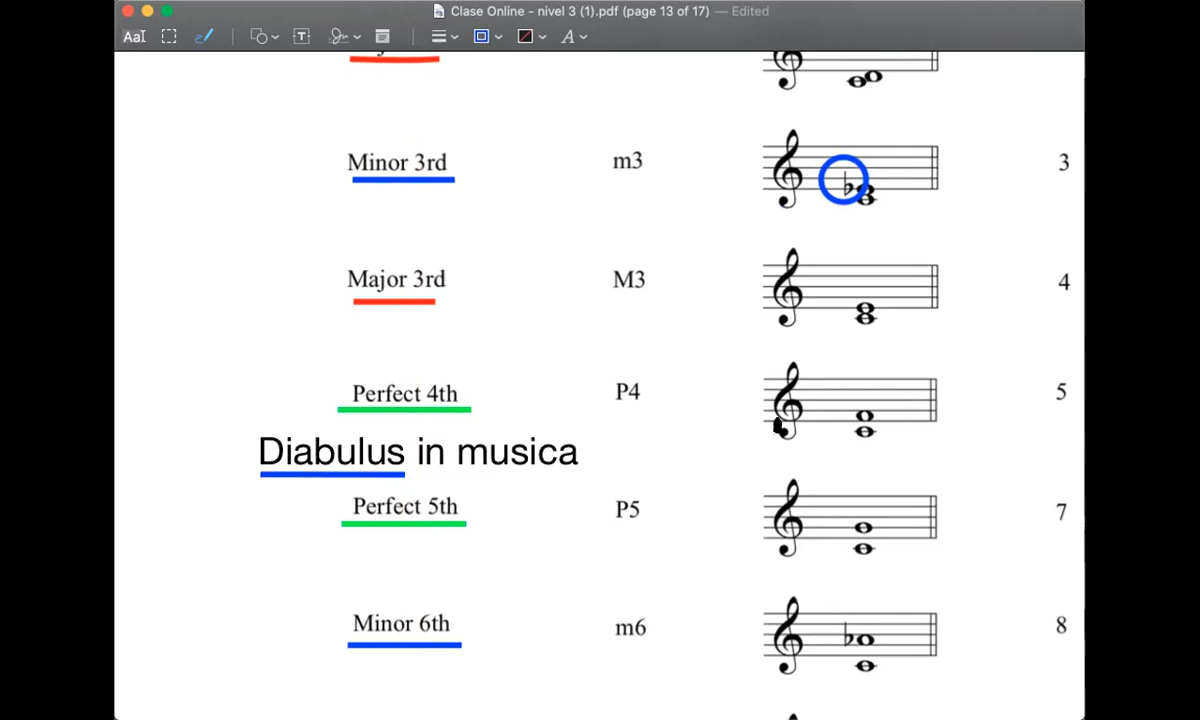 Clase Online - nivel 3 (1).pdf (page 13 of 17) — Edited
AaI T A
Minor 3rd m3 3
Major 3rd M3 4
Perfect 4th P4 5
Diabulus in musica
Perfect 5th P5 7
Minor 6th m6 8